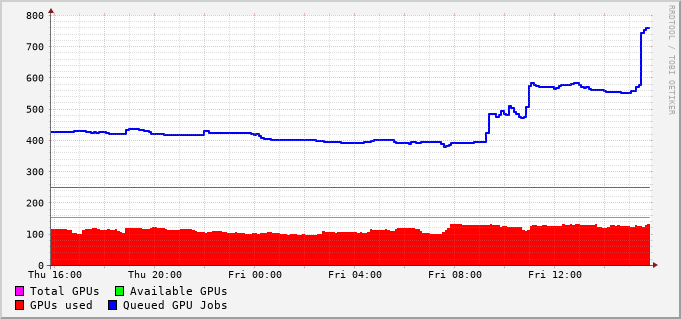 RRDTOOL / TOBI OETIKER
800
700
600
500
400
300
200
100
0
Thu 16:00 Thu 20:00 Fri 00:00 Fri 04:00 Fri 08:00 Fri 12:00
Total GPUs Available GPUs
GPUs used Queued GPU Jobs